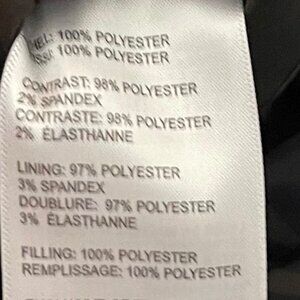 100% POLYESTER
100% POLYESTER
CONTRAST: 98% POLYESTER
2% SPANDEX
CONTRASTE: 98% POLYESTER
2% ÉLASTHANNE
LINING: 97% POLYESTER
3% SPANDEX
DOUBLURE: 97% POLYESTER
3% ÉLASTHANNE
FILLING: 100% POLYESTER
REMPLISSAGE: 100% POLYESTER